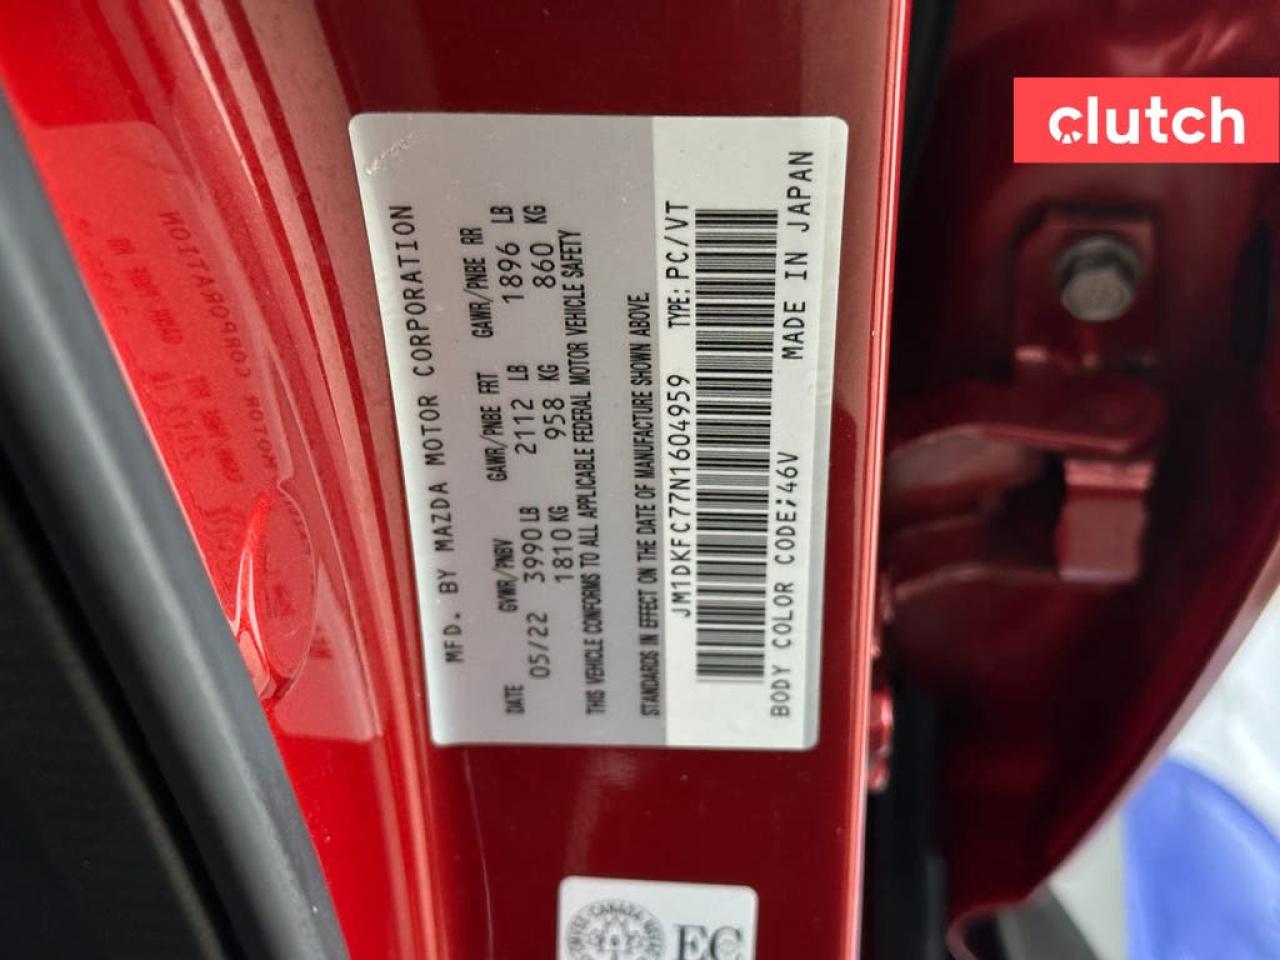 clutch
MFD. BY MAZDA MOTOR CORPORATION
DATE GVWR/PNBV GAWR/PNBE FRT GAWR/PNBE RR
05/22 3990 LB 2112 LB 1896 LB
1810 KG 958 KG 860 KG
THIS VEHICLE CONFORMS TO ALL APPLICABLE FEDERAL MOTOR VEHICLE SAFETY
STANDARDS IN EFFECT ON THE DATE OF MANUFACTURE SHOWN ABOVE.
JM1DKFC77N1604959 TYPE: PC/VT
BODY COLOR CODE;46V MADE IN JAPAN
CANADA
EC